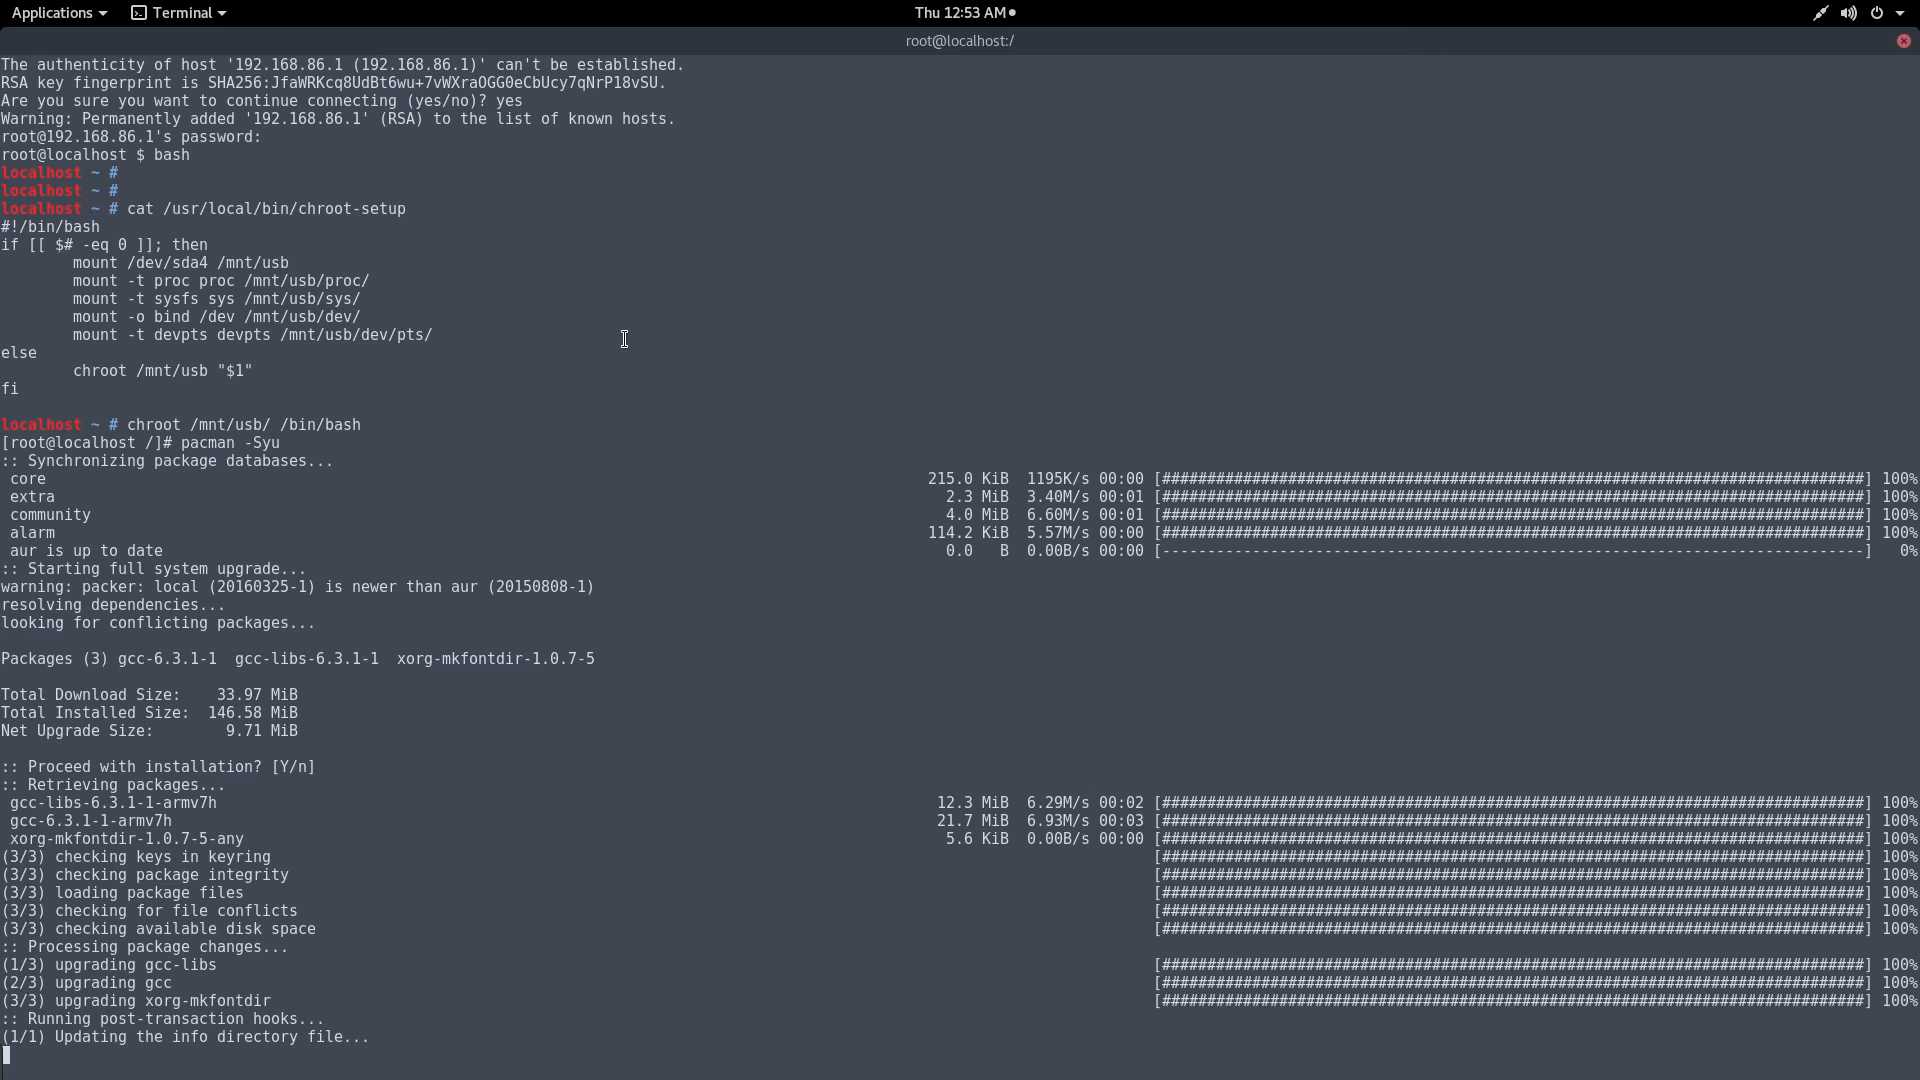 Applications Terminal Thu 12:53 AM
root@localhost:/
The authenticity of host '192.168.86.1 (192.168.86.1)' can't be established.
RSA key fingerprint is SHA256:JfaWRKcq8UdBt6wu+7vWXraOGG0eCbUcy7qNrP18vSU.
Are you sure you want to continue connecting (yes/no)? yes
Warning: Permanently added '192.168.86.1' (RSA) to the list of known hosts.
root@192.168.86.1's password:
root@localhost $ bash
localhost ~ #
localhost ~ #
localhost ~ # cat /usr/local/bin/chroot-setup
#!/bin/bash
if [[ $# -eq 0 ]]; then
        mount /dev/sda4 /mnt/usb
        mount -t proc proc /mnt/usb/proc/
        mount -t sysfs sys /mnt/usb/sys/
        mount -o bind /dev /mnt/usb/dev/
        mount -t devpts devpts /mnt/usb/dev/pts/
else
        chroot /mnt/usb "$1"
fi
localhost ~ # chroot /mnt/usb/ /bin/bash
[root@localhost /]# pacman -Syu
:: Synchronizing package databases...
 core 215.0 KiB 1195K/s 00:00 [##############################################################################] 100%
 extra 2.3 MiB 3.40M/s 00:01 [##############################################################################] 100%
 community 4.0 MiB 6.60M/s 00:01 [##############################################################################] 100%
 alarm 114.2 KiB 5.57M/s 00:00 [##############################################################################] 100%
 aur is up to date 0.0 B 0.00B/s 00:00 [------------------------------------------------------------------------------] 0%
:: Starting full system upgrade...
warning: packer: local (20160325-1) is newer than aur (20150808-1)
resolving dependencies...
looking for conflicting packages...
Packages (3) gcc-6.3.1-1  gcc-libs-6.3.1-1  xorg-mkfontdir-1.0.7-5
Total Download Size:    33.97 MiB
Total Installed Size:  146.58 MiB
Net Upgrade Size:        9.71 MiB
:: Proceed with installation? [Y/n]
:: Retrieving packages...
 gcc-libs-6.3.1-1-armv7h 12.3 MiB 6.29M/s 00:02 [##############################################################################] 100%
 gcc-6.3.1-1-armv7h 21.7 MiB 6.93M/s 00:03 [##############################################################################] 100%
 xorg-mkfontdir-1.0.7-5-any 5.6 KiB 0.00B/s 00:00 [##############################################################################] 100%
(3/3) checking keys in keyring [##############################################################################] 100%
(3/3) checking package integrity [##############################################################################] 100%
(3/3) loading package files [##############################################################################] 100%
(3/3) checking for file conflicts [##############################################################################] 100%
(3/3) checking available disk space [##############################################################################] 100%
:: Processing package changes...
(1/3) upgrading gcc-libs [##############################################################################] 100%
(2/3) upgrading gcc [##############################################################################] 100%
(3/3) upgrading xorg-mkfontdir [##############################################################################] 100%
:: Running post-transaction hooks...
(1/1) Updating the info directory file...